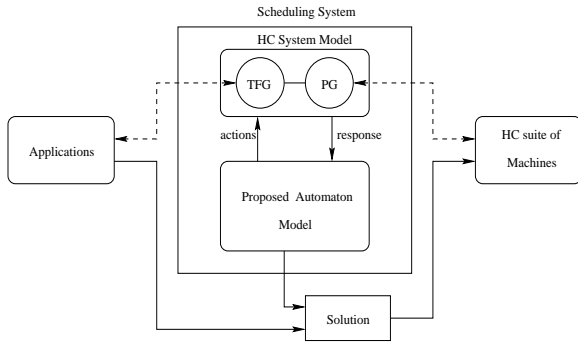 Scheduling System
HC System Model
TFG
PG
actions
response
Applications
HC suite of
Machines
Proposed Automaton
Model
Solution